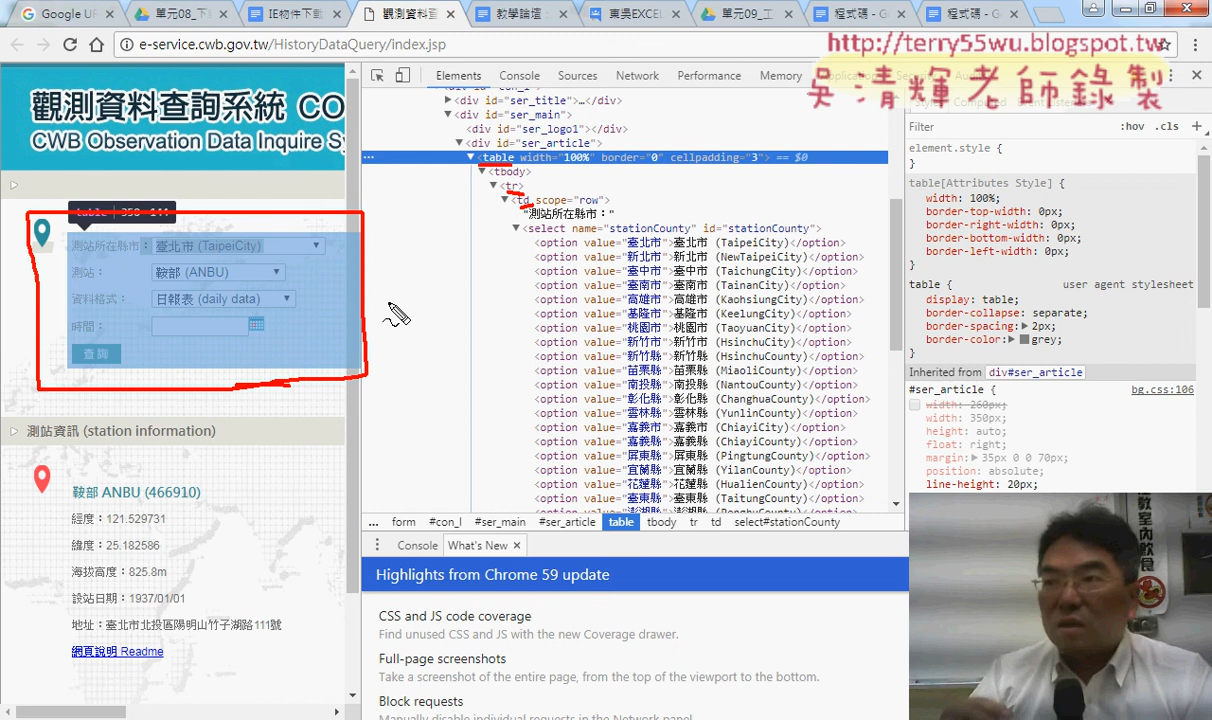 Google UF
單元08_下
IE物件下載
觀測資料查
教學論壇
東吳EXCEL
單元09_工
程式碼 - G
程式碼 - G
e-service.cwb.gov.tw/HistoryDataQuery/index.jsp
http://terry55wu.blogspot.tw
吳清輝老師錄製
觀測資料查詢系統 CO
CWB Observation Data Inquire Sy
測站所在縣市：
臺北市 (TaipeiCity)
測站：
鞍部 (ANBU)
資料格式：
日報表 (daily data)
時間：
查詢
測站資訊 (station information)
鞍部 ANBU (466910)
經度：121.529731
緯度：25.182586
海拔高度：825.8m
設站日期：1937/01/01
地址：臺北市北投區陽明山竹子湖路111號
網頁說明 Readme
Elements
Console
Sources
Network
Performance
Memory
<div id="ser_title">…</div>
<div id="ser_main">
<div id="ser_logo1"></div>
<div id="ser_article">
<table width="100%" border="0" cellpadding="3"> == $0
<tbody>
<tr>
<td scope="row">
"測站所在縣市："
<select name="stationCounty" id="stationCounty">
<option value="臺北市">臺北市 (TaipeiCity)</option>
<option value="新北市">新北市 (NewTaipeiCity)</option>
<option value="臺中市">臺中市 (TaichungCity)</option>
<option value="臺南市">臺南市 (TainanCity)</option>
<option value="高雄市">高雄市 (KaohsiungCity)</option>
<option value="基隆市">基隆市 (KeelungCity)</option>
<option value="桃園市">桃園市 (TaoyuanCity)</option>
<option value="新竹市">新竹市 (HsinchuCity)</option>
<option value="新竹縣">新竹縣 (HsinchuCounty)</option>
<option value="苗栗縣">苗栗縣 (MiaoliCounty)</option>
<option value="南投縣">南投縣 (NantouCounty)</option>
<option value="彰化縣">彰化縣 (ChanghuaCounty)</option>
<option value="雲林縣">雲林縣 (YunlinCounty)</option>
<option value="嘉義市">嘉義市 (ChiayiCity)</option>
<option value="嘉義縣">嘉義縣 (ChiayiCounty)</option>
<option value="屏東縣">屏東縣 (PingtungCounty)</option>
<option value="宜蘭縣">宜蘭縣 (YilanCounty)</option>
<option value="花蓮縣">花蓮縣 (HualienCounty)</option>
<option value="臺東縣">臺東縣 (TaitungCounty)</option>
... form #con_l #ser_main #ser_article table tbody tr td select#stationCounty
Console
What's New ×
Highlights from Chrome 59 update
CSS and JS code coverage
Find unused CSS and JS with the new Coverage drawer.
Full-page screenshots
Take a screenshot of the entire page, from the top of the viewport to the bottom.
Block requests
Manually disable individual requests in the Network panel.
Filter
:hov .cls +
element.style {
}
table[Attributes Style] {
width: 100%;
border-top-width: 0px;
border-right-width: 0px;
border-bottom-width: 0px;
border-left-width: 0px;
}
table { user agent stylesheet
display: table;
border-collapse: separate;
border-spacing: 2px;
border-color: grey;
}
Inherited from div#ser_article
#ser_article { bg.css:106
width: 260px;
width: 350px;
height: auto;
float: right;
margin: 35px 0 0 70px;
position: absolute;
line-height: 20px;
教室內飲食